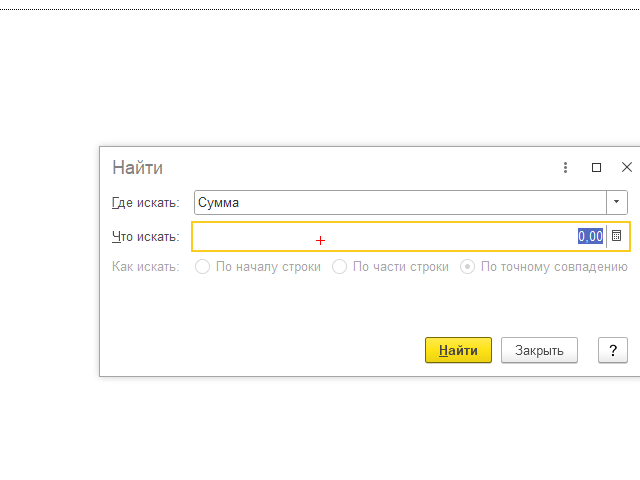 Найти
Где искать: Сумма
Что искать: 0,00
Как искать: По началу строки По части строки По точному совпадению
Найти Закрыть ?